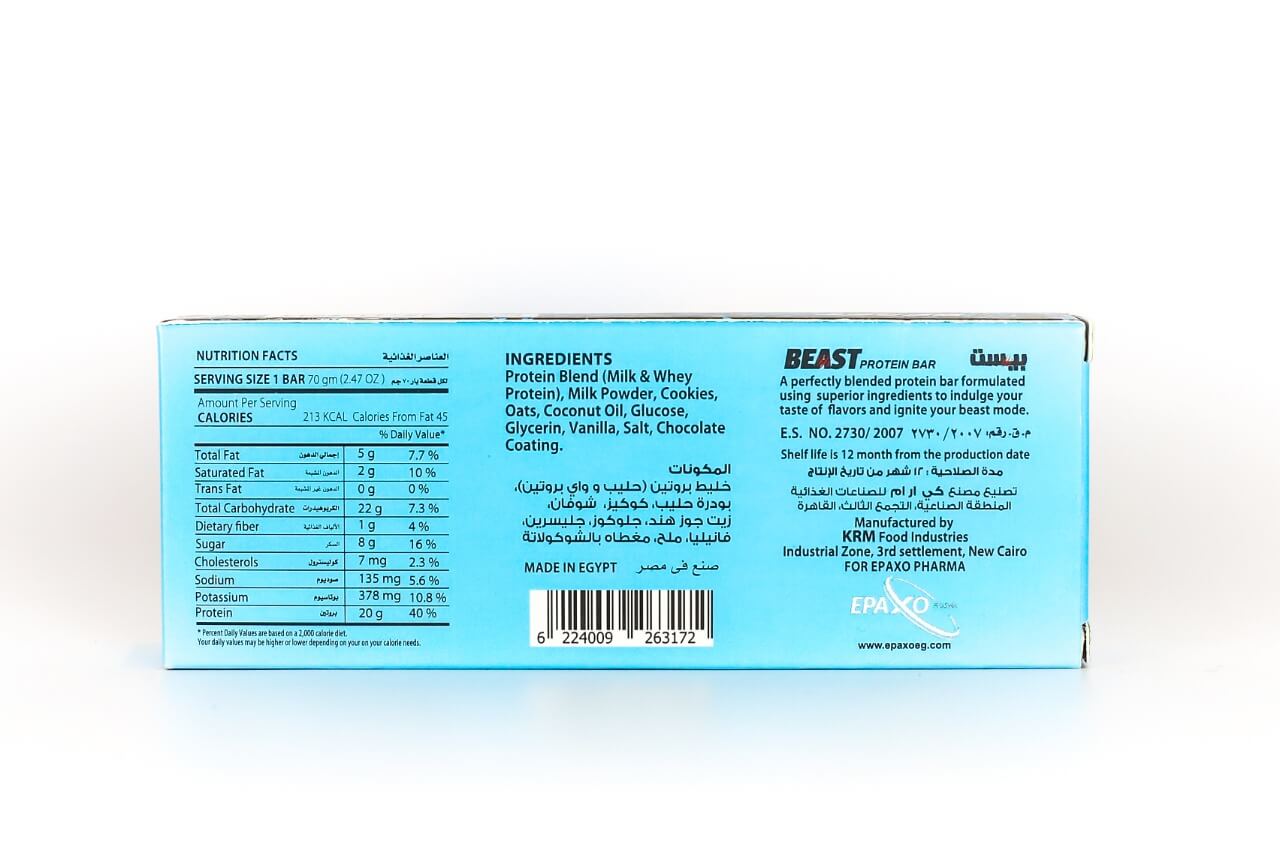 NUTRITION FACTS العناصر الغذائية
SERVING SIZE 1 BAR 70 gm (2.47 OZ ) لكل قطعة بار ٧٠ جم
Amount Per Serving
CALORIES 213 KCAL Calories From Fat 45
% Daily Value*
Total Fat إجمالي الدهون 5 g 7.7 %
Saturated Fat الدهون المشبعة 2 g 10 %
Trans Fat الدهون غير المشبعة 0 g 0 %
Total Carbohydrate الكربوهيدرات 22 g 7.3 %
Dietary fiber الألياف الغذائية 1 g 4 %
Sugar السكر 8 g 16 %
Cholesterols كوليسترول 7 mg 2.3 %
Sodium صوديوم 135 mg 5.6 %
Potassium بوتاسيوم 378 mg 10.8 %
Protein بروتين 20 g 40 %
* Percent Daily Values are based on a 2,000 calorie diet.
Your daily values may be higher or lower depending on your on your calorie needs.
INGREDIENTS
Protein Blend (Milk & Whey
Protein), Milk Powder, Cookies,
Oats, Coconut Oil, Glucose,
Glycerin, Vanilla, Salt, Chocolate
Coating.
المكونات
خليط بروتين (حليب و واي بروتين)،
بودرة حليب، كوكيز، شوفان،
زيت جوز هند، جلوكوز، جليسرين،
فانيليا، ملح، مغطاه بالشوكولاتة
MADE IN EGYPT صنع فى مصر
6 224009 263172
BEAST PROTEIN BAR بيست
A perfectly blended protein bar formulated
using superior ingredients to indulge your
taste of flavors and ignite your beast mode.
E.S. NO. 2730/ 2007 م.ق.رقم: ٢٠٠٧/ ٢٧٣٠
Shelf life is 12 month from the production date
مدة الصلاحية : ١٢ شهر من تاريخ الإنتاج
تصنيع مصنع كي ار ام للصناعات الغذائية
المنطقة الصناعية، التجمع الثالث، القاهرة
Manufactured by
KRM Food Industries
Industrial Zone, 3rd settlement, New Cairo
FOR EPAXO PHARMA
EPAXO
www.epaxoeg.com